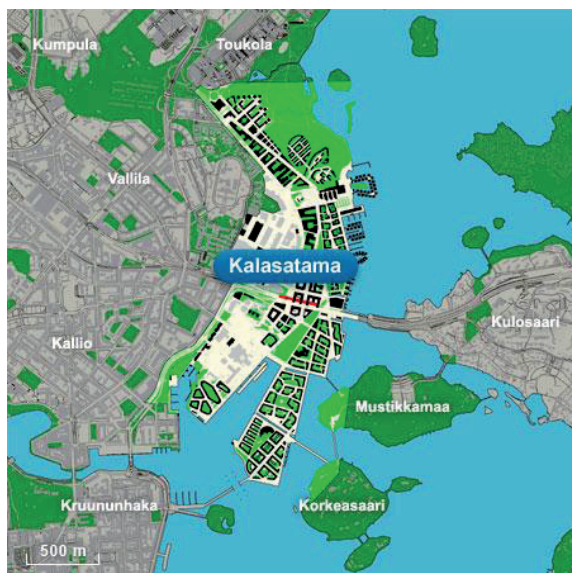 Kumpula
Toukola
Vallila
Kalasatama
Kulosaari
Kallio
Mustikkamaa
Kruununhaka
Korkeasaari
500 m